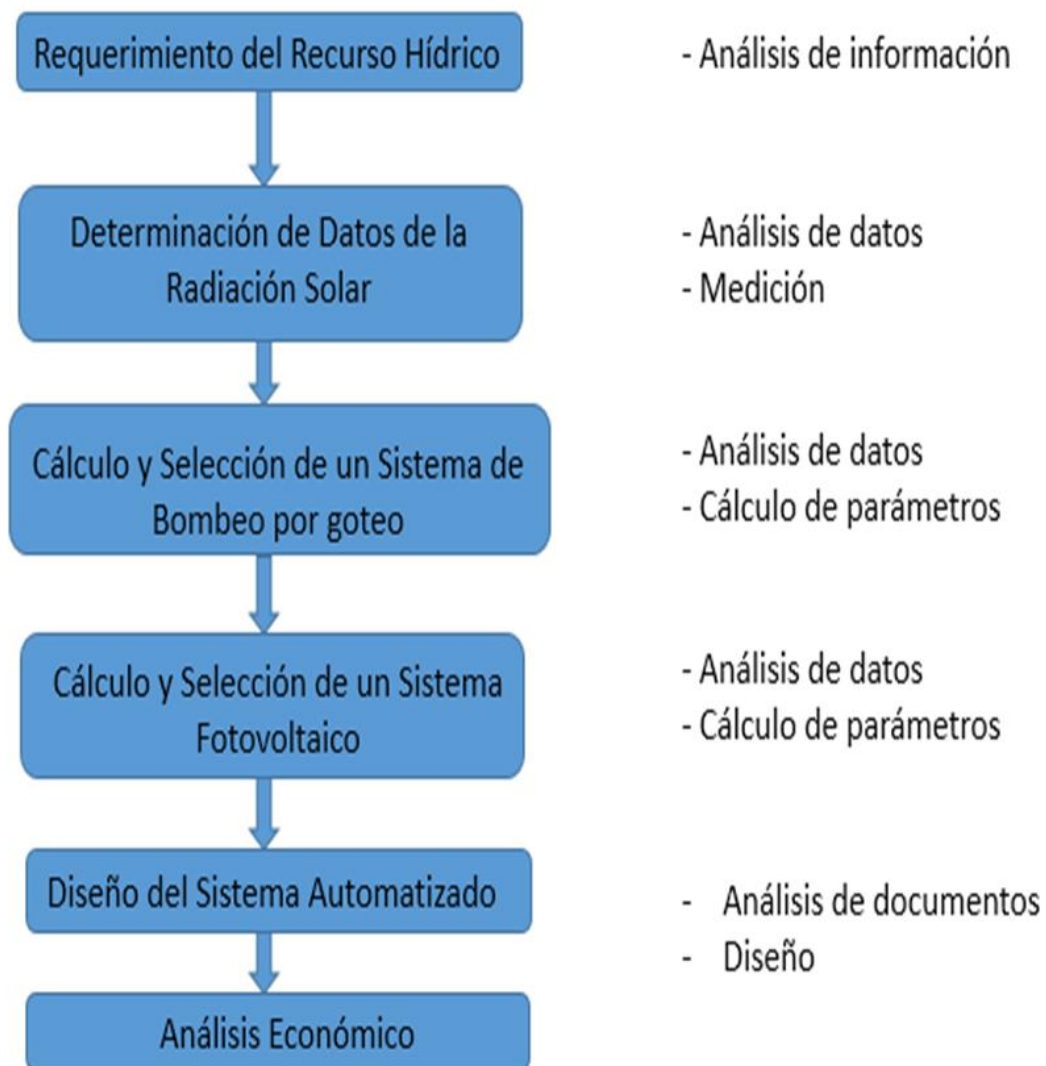 Requerimiento del Recurso Hídrico
- Análisis de información
Determinación de Datos de la
Radiación Solar
- Análisis de datos
- Medición
Cálculo y Selección de un Sistema de
Bombeo por goteo
- Análisis de datos
- Cálculo de parámetros
Cálculo y Selección de un Sistema
Fotovoltaico
- Análisis de datos
- Cálculo de parámetros
Diseño del Sistema Automatizado
- Análisis de documentos
- Diseño
Análisis Económico